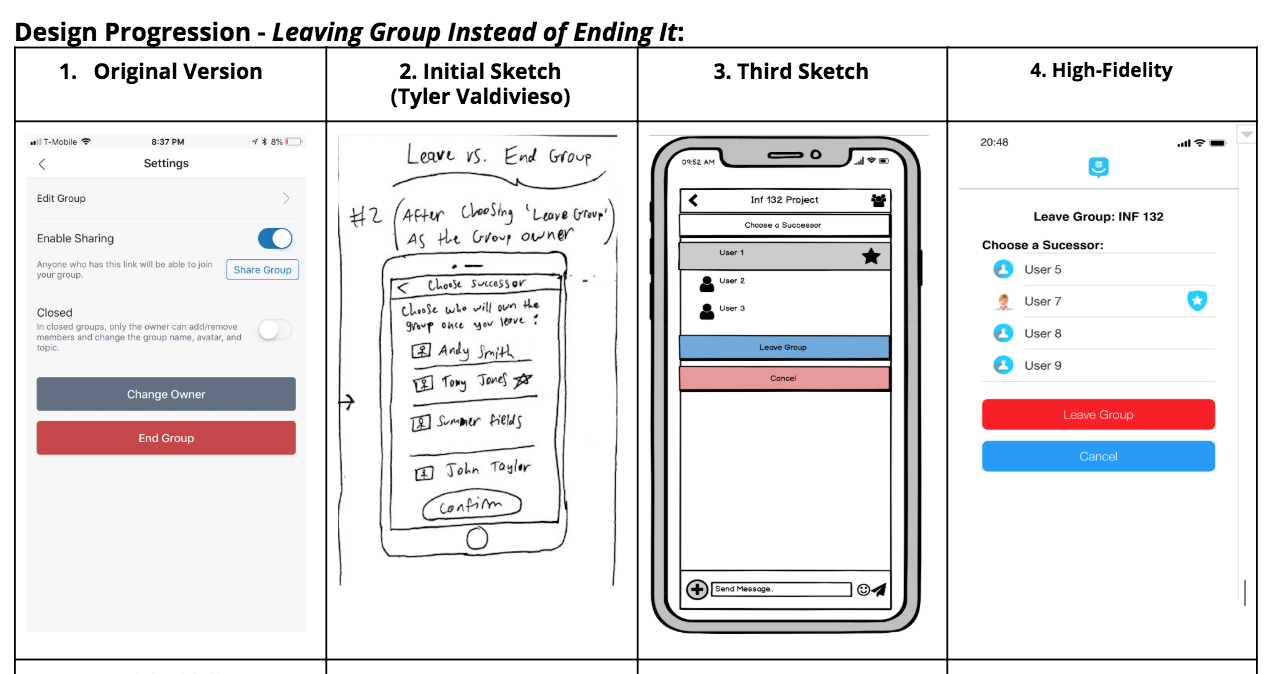 Design Progression - Leaving Group Instead of Ending It:
1. Original Version
2. Initial Sketch
(Tyler Valdivieso)
3. Third Sketch
4. High-Fidelity
T-Mobile
8:37 PM
8%
Settings
Edit Group
Enable Sharing
Anyone who has this link will be able to join
your group.
Share Group
Closed
In closed groups, only the owner can add/remove
members and change the group name, avatar, and
topic.
Change Owner
End Group
Leave vs. End Group
#2 (After Choosing 'Leave Group'
As the Group owner)
< Choose successor
Choose who will own the
group once you leave:
Andy Smith
Tony Jones
Summer fields
John Taylor
Confirm
09:52 AM
Inf 132 Project
Choose a Successor
User 1
User 2
User 3
Leave Group
Cancel
Send Message..
20:48
#
Leave Group: INF 132
Choose a Sucessor:
User 5
User 7
User 8
User 9
Leave Group
Cancel